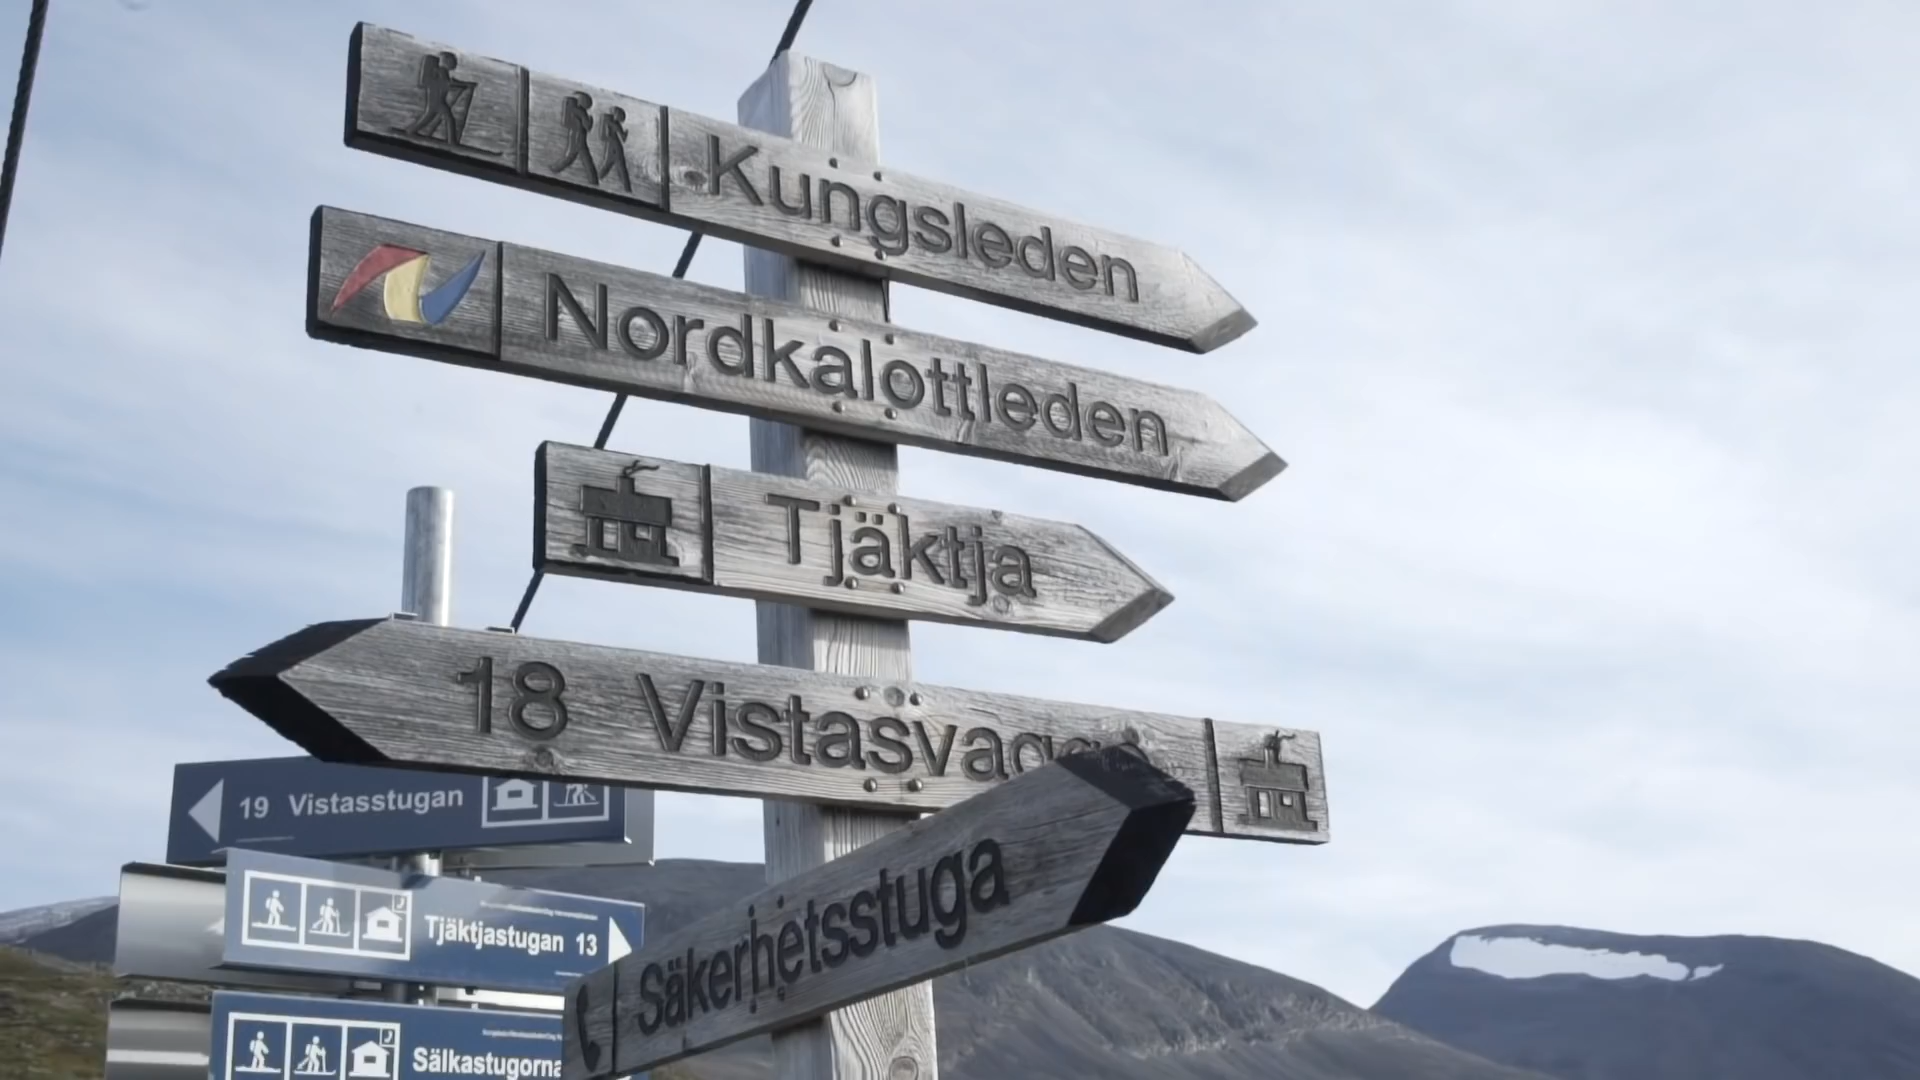 Kungsleden
Nordkalottleden
Tjäktja
18 Vistasvagge
Säkerhetsstuga
19 Vistasstugan
Tjäktjastugan 13
Sälkastugorna